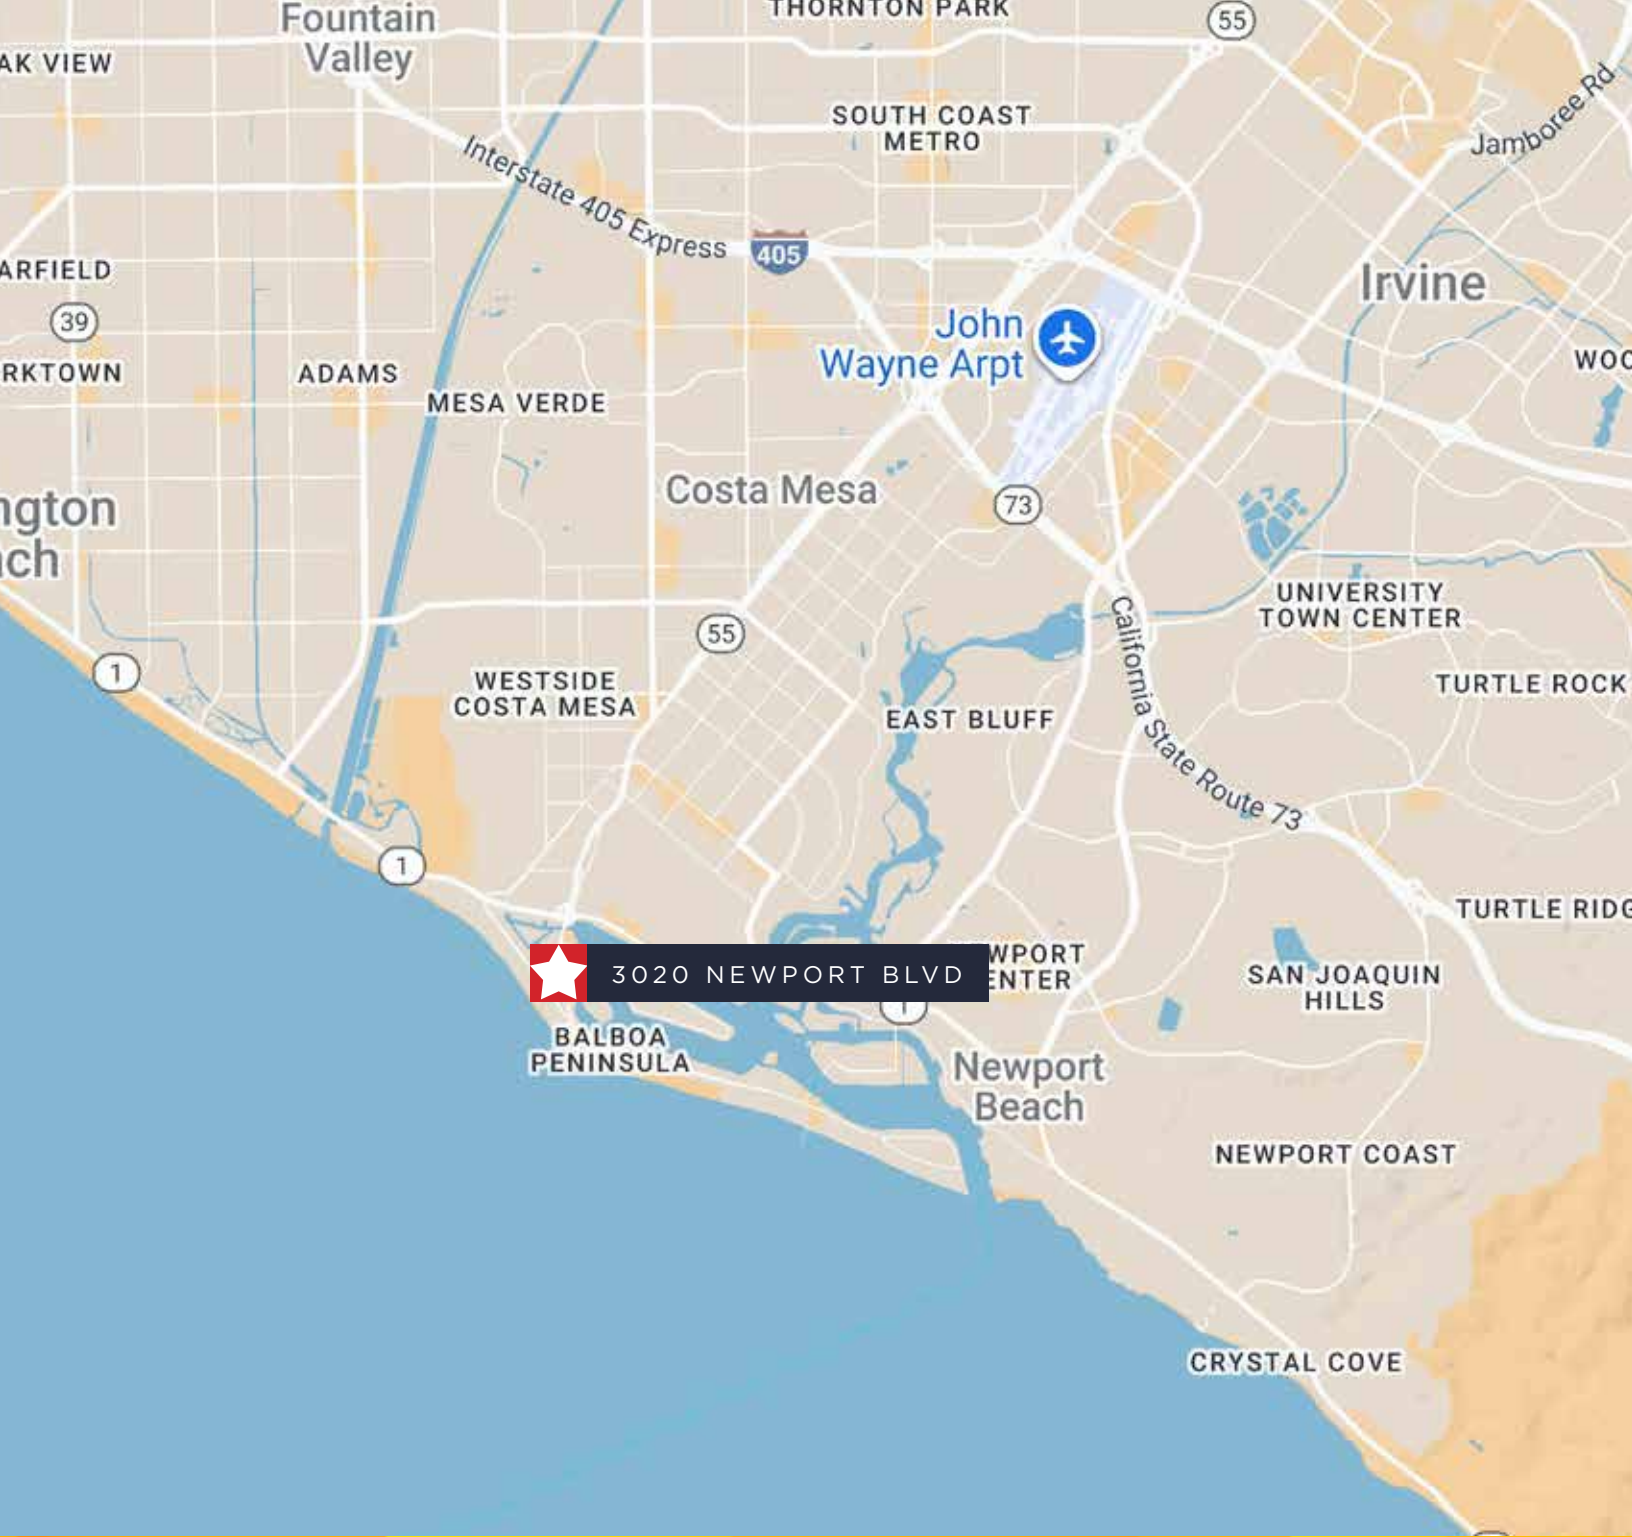 Fountain
Valley
THORNTON PARK
55
AK VIEW
SOUTH COAST
METRO
Jamboree Rd
Interstate 405 Express
405
ARFIELD
39
RKTOWN
ADAMS
MESA VERDE
John
Wayne Arpt
Irvine
WOO
Costa Mesa
73
ngton
ach
UNIVERSITY
TOWN CENTER
55
1
WESTSIDE
COSTA MESA
EAST BLUFF
California State Route 73
TURTLE ROCK
1
TURTLE RIDG
3020 NEWPORT BLVD
WPORT
ENTER
SAN JOAQUIN
HILLS
1
BALBOA
PENINSULA
Newport
Beach
NEWPORT COAST
CRYSTAL COVE